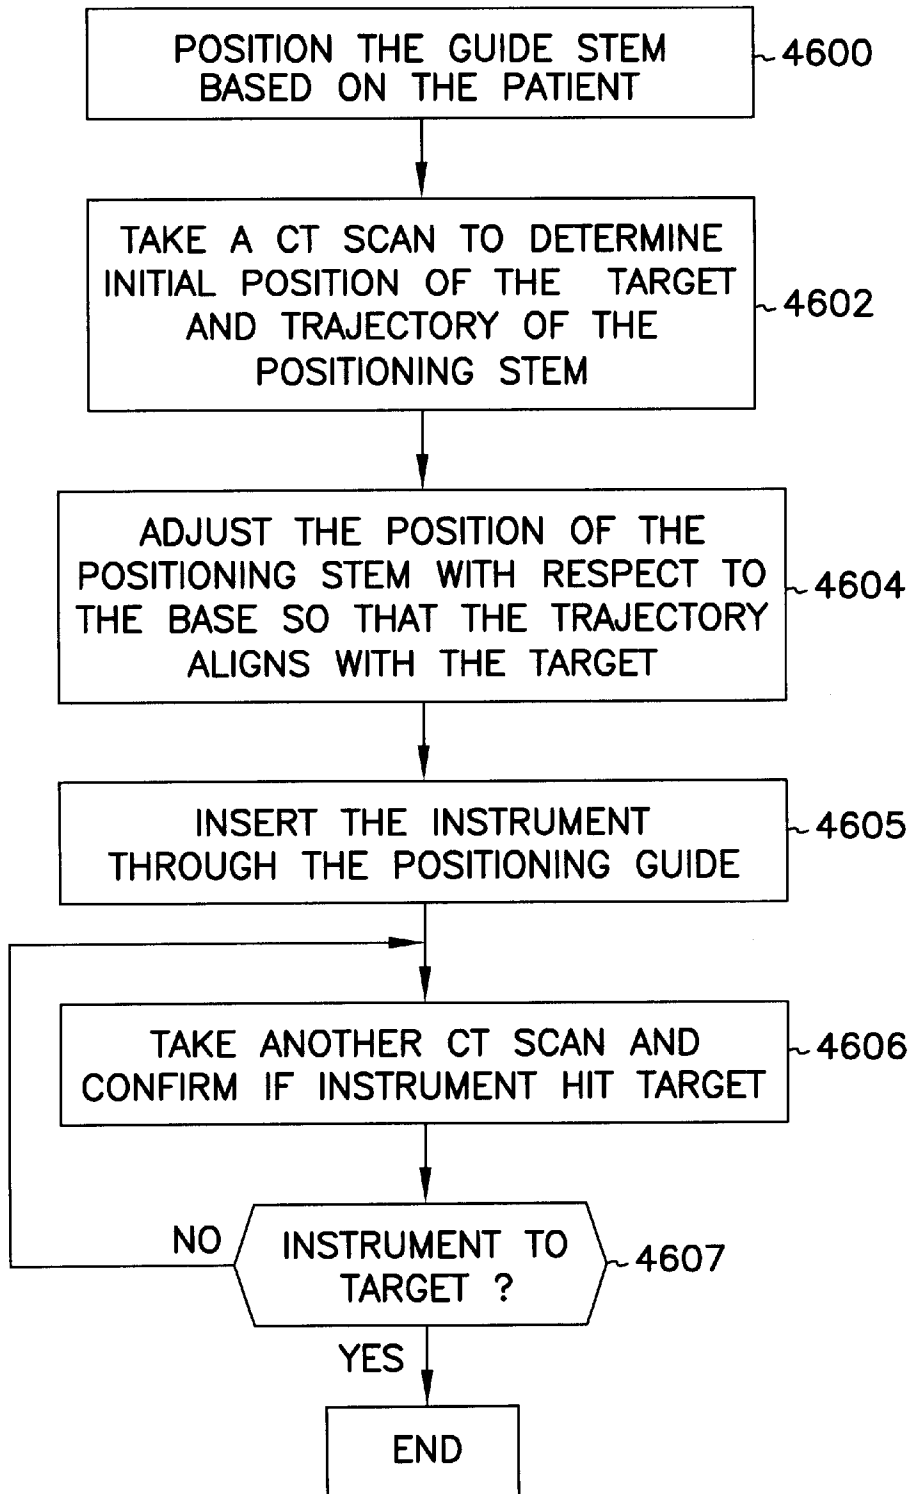 POSITION THE GUIDE STEM
BASED ON THE PATIENT
4600
TAKE A CT SCAN TO DETERMINE
INITIAL POSITION OF THE TARGET
AND TRAJECTORY OF THE
POSITIONING STEM
4602
ADJUST THE POSITION OF THE
POSITIONING STEM WITH RESPECT TO
THE BASE SO THAT THE TRAJECTORY
ALIGNS WITH THE TARGET
4604
INSERT THE INSTRUMENT
THROUGH THE POSITIONING GUIDE
4605
TAKE ANOTHER CT SCAN AND
CONFIRM IF INSTRUMENT HIT TARGET
4606
NO
INSTRUMENT TO
TARGET ?
4607
YES
END